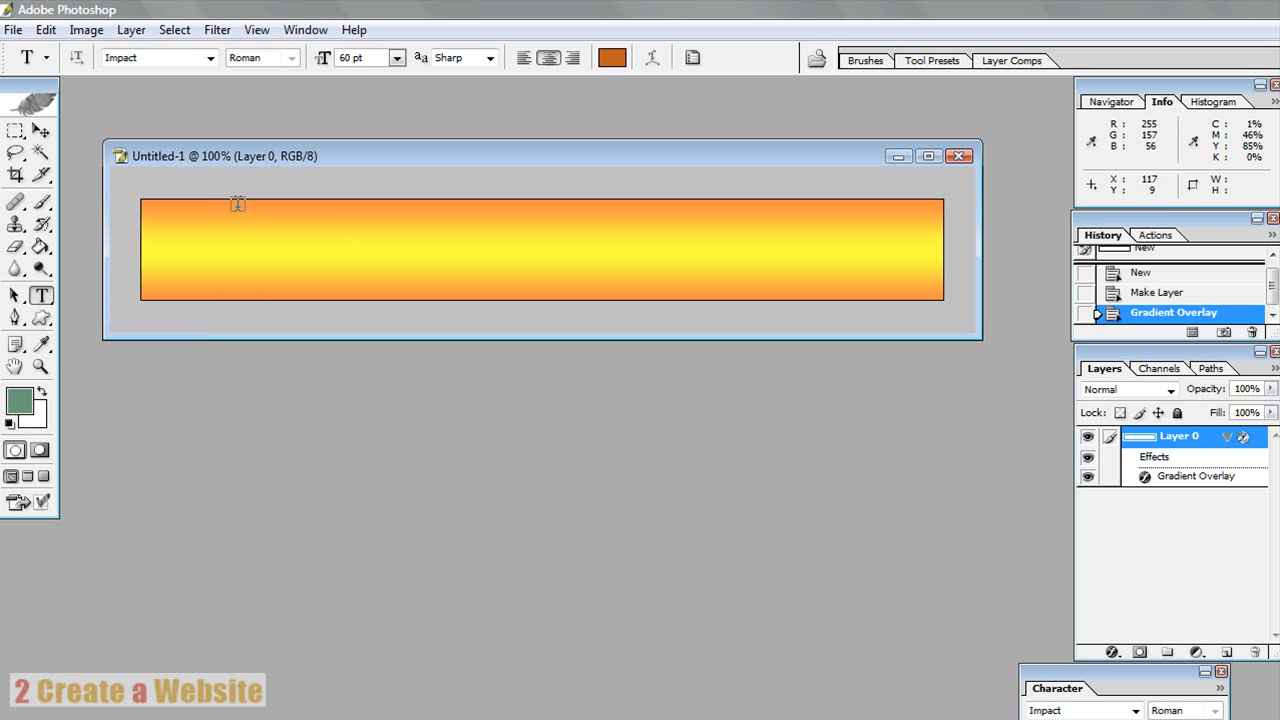 Adobe Photoshop
File Edit Image Layer Select Filter View Window Help
T Impact Roman 60 pt aa Sharp Brushes Tool Presets Layer Comps
Navigator Info Histogram
R : 255 C : 1%
G : 157 M : 46%
B : 56 Y : 85%
K : 0%
X : 117 W :
Y : 9 H :
Untitled-1 @ 100% (Layer 0, RGB/8)
History Actions
New
New
Make Layer
Gradient Overlay
Layers Channels Paths
Normal Opacity: 100%
Lock: Fill: 100%
Layer 0
Effects
Gradient Overlay
Character
Impact Roman
2 Create a Website